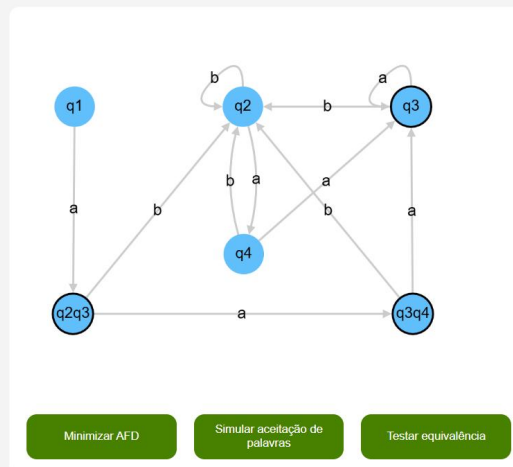 b
a
q1
q2
b
q3
b
a
a
a
b
b
a
q4
q2q3
a
q3q4
Minimizar AFD
Simular aceitação de
palavras
Testar equivalência